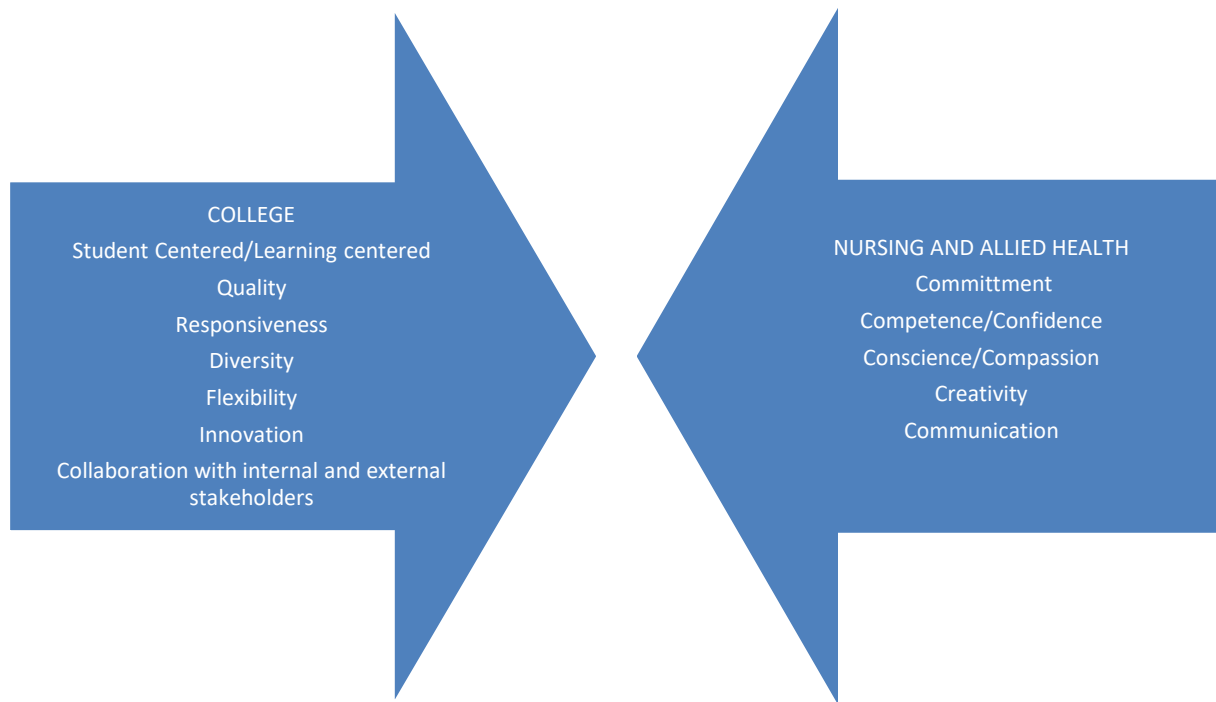 COLLEGE
Student Centered/Learning centered
Quality
Responsiveness
Diversity
Flexibility
Innovation
Collaboration with internal and external
stakeholders
NURSING AND ALLIED HEALTH
Committment
Competence/Confidence
Conscience/Compassion
Creativity
Communication